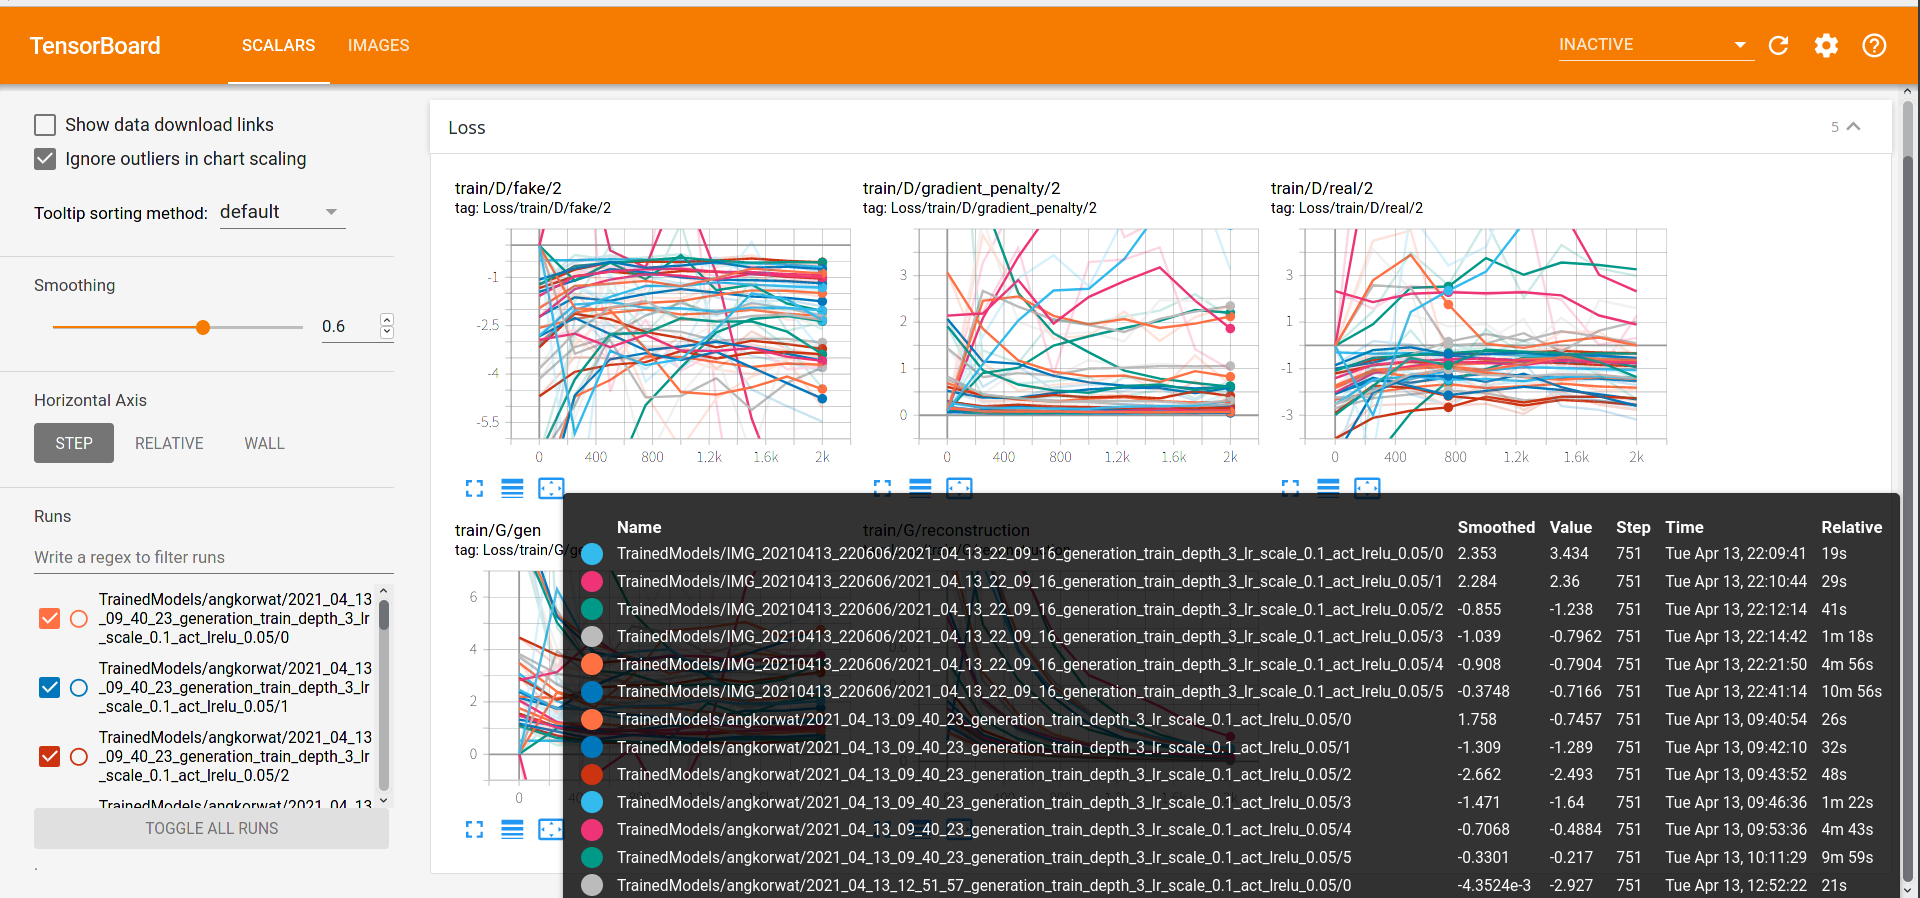 TensorBoard
SCALARS
IMAGES
INACTIVE
Show data download links
Ignore outliers in chart scaling
Tooltip sorting method: default
Smoothing
0.6
Horizontal Axis
STEP
RELATIVE
WALL
Runs
Write a regex to filter runs
TrainedModels/angkorwat/2021_04_13
_09_40_23_generation_train_depth_3_lr
_scale_0.1_act_lrelu_0.05/0
TrainedModels/angkorwat/2021_04_13
_09_40_23_generation_train_depth_3_lr
_scale_0.1_act_lrelu_0.05/1
TrainedModels/angkorwat/2021_04_13
_09_40_23_generation_train_depth_3_lr
_scale_0.1_act_lrelu_0.05/2
TrainedModels/angkorwat/2021_04_13
TOGGLE ALL RUNS
.
Loss
5
train/D/fake/2
tag: Loss/train/D/fake/2
-1
-2.5
-4
-5.5
0 400 800 1.2k 1.6k 2k
train/D/gradient_penalty/2
tag: Loss/train/D/gradient_penalty/2
3
2
1
0
0 400 800 1.2k 1.6k 2k
train/D/real/2
tag: Loss/train/D/real/2
3
1
-1
-3
0 400 800 1.2k 1.6k 2k
train/G/gen
tag: Loss/train/G/ge
6
4
2
0
0
train/G/reconstruction
Name Smoothed Value Step Time Relative
TrainedModels/IMG_20210413_220606/2021_04_13_22_09_16_generation_train_depth_3_lr_scale_0.1_act_lrelu_0.05/0 2.353 3.434 751 Tue Apr 13, 22:09:41 19s
TrainedModels/IMG_20210413_220606/2021_04_13_22_09_16_generation_train_depth_3_lr_scale_0.1_act_lrelu_0.05/1 2.284 2.36 751 Tue Apr 13, 22:10:44 29s
TrainedModels/IMG_20210413_220606/2021_04_13_22_09_16_generation_train_depth_3_lr_scale_0.1_act_lrelu_0.05/2 -0.855 -1.238 751 Tue Apr 13, 22:12:14 41s
TrainedModels/IMG_20210413_220606/2021_04_13_22_09_16_generation_train_depth_3_lr_scale_0.1_act_lrelu_0.05/3 -1.039 -0.7962 751 Tue Apr 13, 22:14:42 1m 18s
TrainedModels/IMG_20210413_220606/2021_04_13_22_09_16_generation_train_depth_3_lr_scale_0.1_act_lrelu_0.05/4 -0.908 -0.7904 751 Tue Apr 13, 22:21:50 4m 56s
TrainedModels/IMG_20210413_220606/2021_04_13_22_09_16_generation_train_depth_3_lr_scale_0.1_act_lrelu_0.05/5 -0.3748 -0.7166 751 Tue Apr 13, 22:41:14 10m 56s
TrainedModels/angkorwat/2021_04_13_09_40_23_generation_train_depth_3_lr_scale_0.1_act_lrelu_0.05/0 1.758 -0.7457 751 Tue Apr 13, 09:40:54 26s
TrainedModels/angkorwat/2021_04_13_09_40_23_generation_train_depth_3_lr_scale_0.1_act_lrelu_0.05/1 -1.309 -1.289 751 Tue Apr 13, 09:42:10 32s
TrainedModels/angkorwat/2021_04_13_09_40_23_generation_train_depth_3_lr_scale_0.1_act_lrelu_0.05/2 -2.662 -2.493 751 Tue Apr 13, 09:43:52 48s
TrainedModels/angkorwat/2021_04_13_09_40_23_generation_train_depth_3_lr_scale_0.1_act_lrelu_0.05/3 -1.471 -1.64 751 Tue Apr 13, 09:46:36 1m 22s
TrainedModels/angkorwat/2021_04_13_09_40_23_generation_train_depth_3_lr_scale_0.1_act_lrelu_0.05/4 -0.7068 -0.4884 751 Tue Apr 13, 09:53:36 4m 43s
TrainedModels/angkorwat/2021_04_13_09_40_23_generation_train_depth_3_lr_scale_0.1_act_lrelu_0.05/5 -0.3301 -0.217 751 Tue Apr 13, 10:11:29 9m 59s
TrainedModels/angkorwat/2021_04_13_12_51_57_generation_train_depth_3_lr_scale_0.1_act_lrelu_0.05/0 -4.3524e-3 -2.927 751 Tue Apr 13, 12:52:22 21s